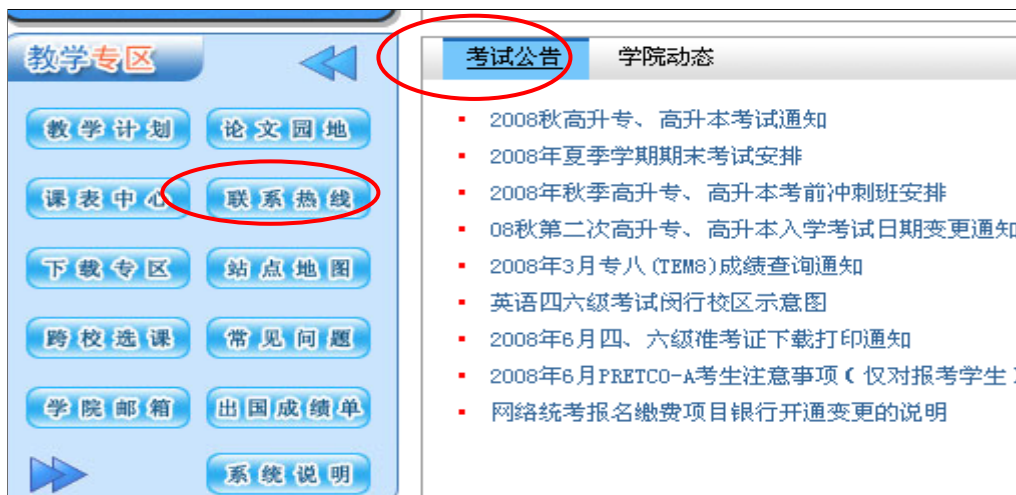 教学专区
教学计划 论文园地
课表中心 联系热线
下载专区 站点地图
跨校选课 常见问题
学院邮箱 出国成绩单
系统说明
考试公告 学院动态
2008秋高升专、高升本考试通知
2008年夏季学期期末考试安排
2008年秋季高升专、高升本考前冲刺班安排
08秋第二次高升专、高升本入学考试日期变更通知
2008年3月专八(TEM8)成绩查询通知
英语四六级考试闵行校区示意图
2008年6月四、六级准考证下载打印通知
2008年6月PRETCO-A考生注意事项(仅对报考学生)
网络统考报名缴费项目银行开通变更的说明